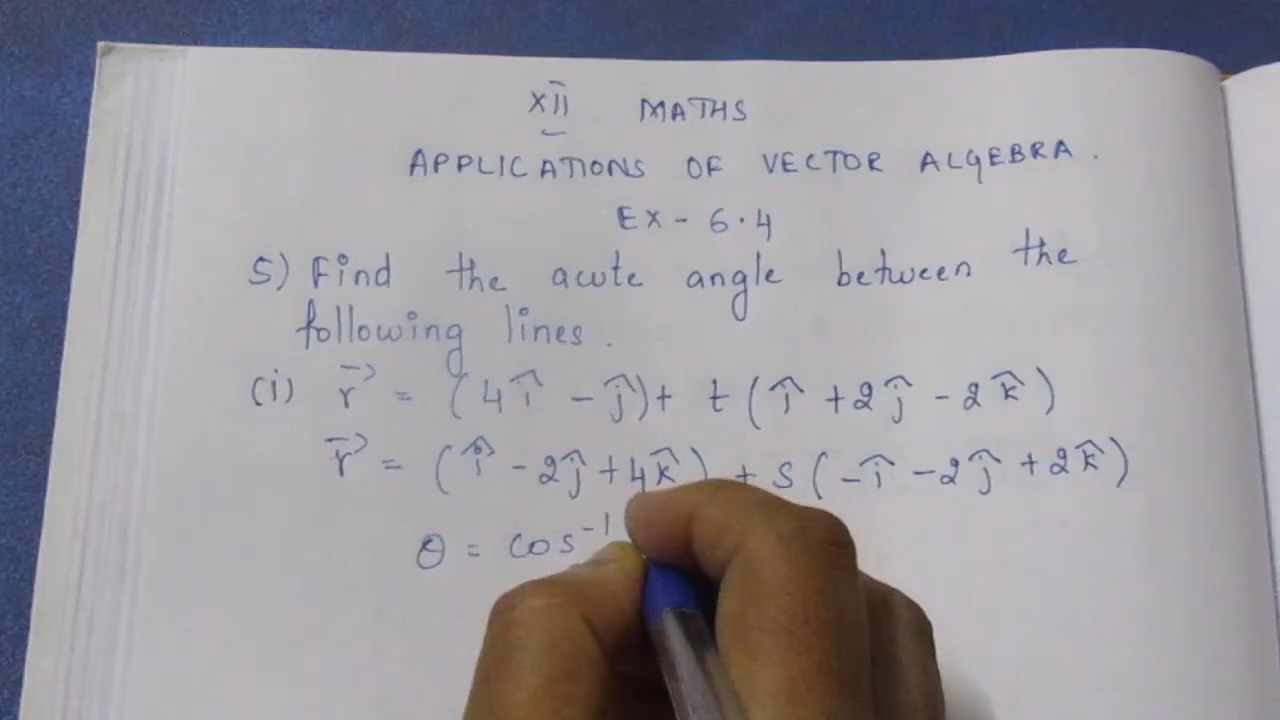 XII MATHS
APPLICATIONS OF VECTOR ALGEBRA.
EX - 6.4
5) Find the acute angle between the
following lines.
(i) r⃗ = (4î - ĵ) + t (î + 2ĵ - 2k̂)
r⃗ = (î - 2ĵ + 4k̂) + s (-î - 2ĵ + 2k̂)
θ = cos⁻¹